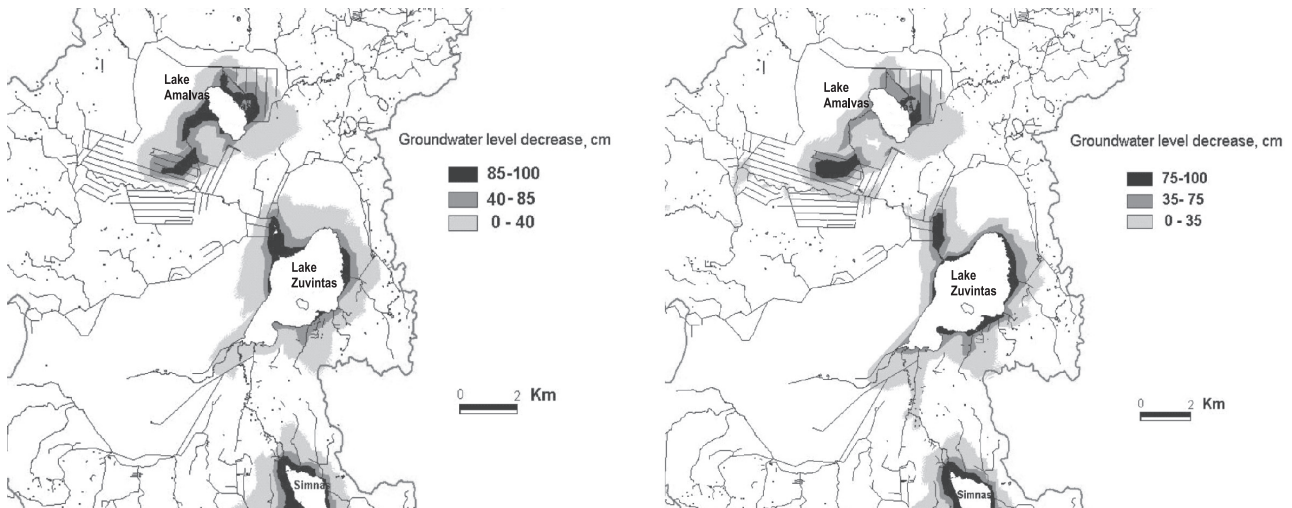 Lake
Amalvas
Groundwater level decrease, cm
85-100
40-85
0-40
Lake
Zuvintas
0 2 Km
Simnas
Lake
Amalvas
Groundwater level decrease, cm
75-100
35-75
0-35
Lake
Zuvintas
0 2 Km
Simnas